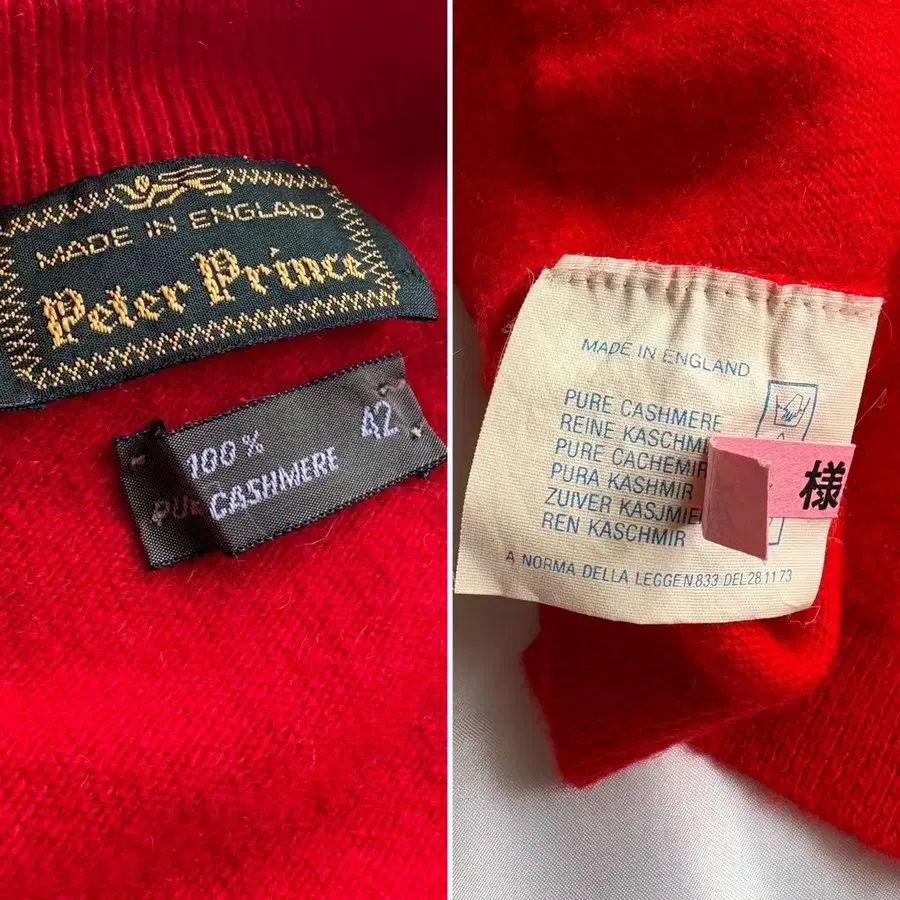 MADE IN ENGLAND
Peter Prince
42
100%
PURE CASHMERE
MADE IN ENGLAND
PURE CASHMERE
REINE KASCHMI
PURE CACHEMIR
PURA KASHMIR
ZUIVER KASJMIE
REN KASCHMIR
様
A NORMA DELLA LEGGE N.833 DEL 28 11 73